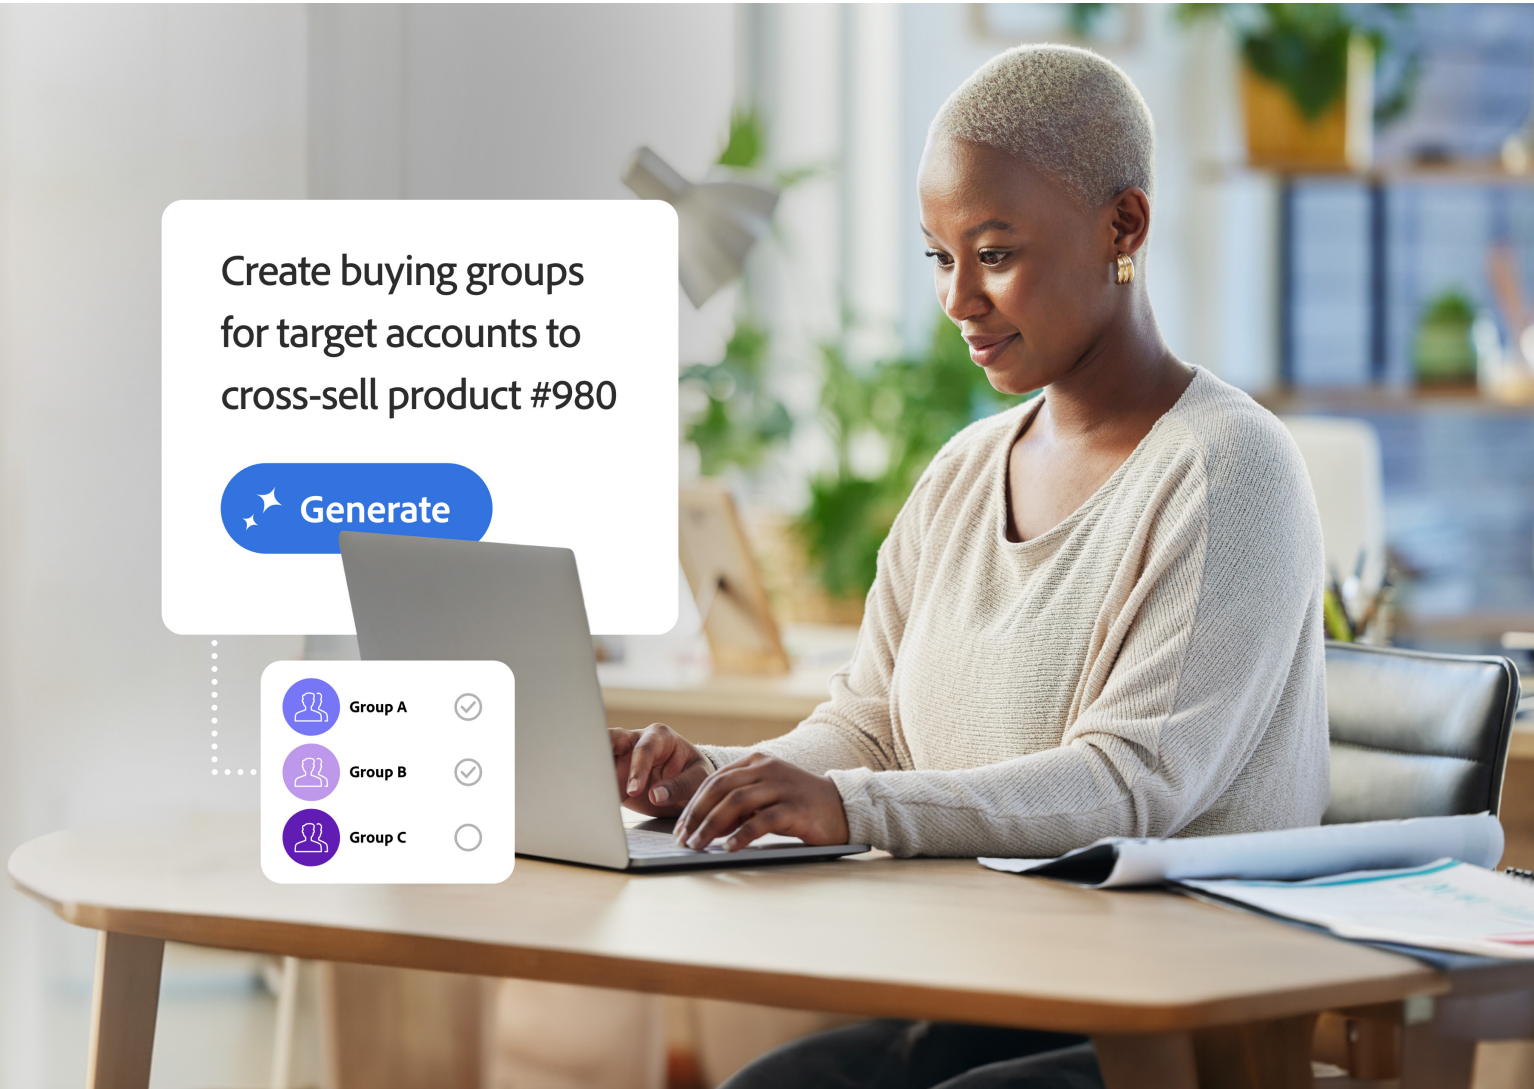 Create buying groups
for target accounts to
cross-sell product #980
Generate
Group A
Group B
Group C